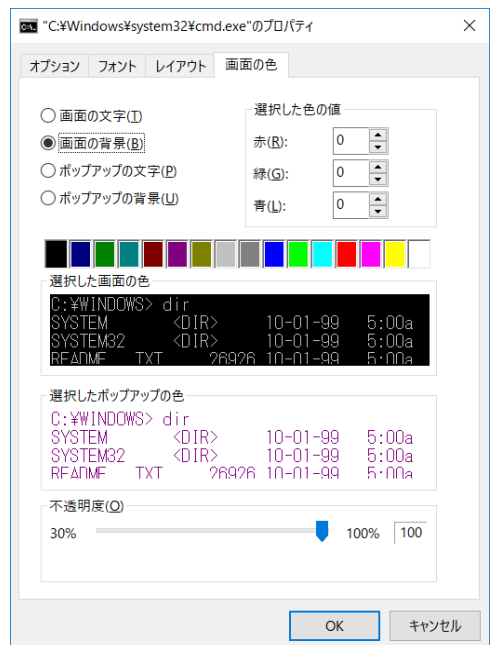 "C:¥Windows¥system32¥cmd.exe"のプロパティ
オプション フォント レイアウト 画面の色
画面の文字(T)
画面の背景(B)
ポップアップの文字(P)
ポップアップの背景(U)
選択した色の値
赤(R): 0
緑(G): 0
青(L): 0
選択した画面の色
C:¥WINDOWS> dir
SYSTEM <DIR> 10-01-99 5:00a
SYSTEM32 <DIR> 10-01-99 5:00a
README TXT 26926 10-01-99 5:00a
選択したポップアップの色
C:¥WINDOWS> dir
SYSTEM <DIR> 10-01-99 5:00a
SYSTEM32 <DIR> 10-01-99 5:00a
README TXT 26926 10-01-99 5:00a
不透明度(O)
30% 100% 100
OK キャンセル